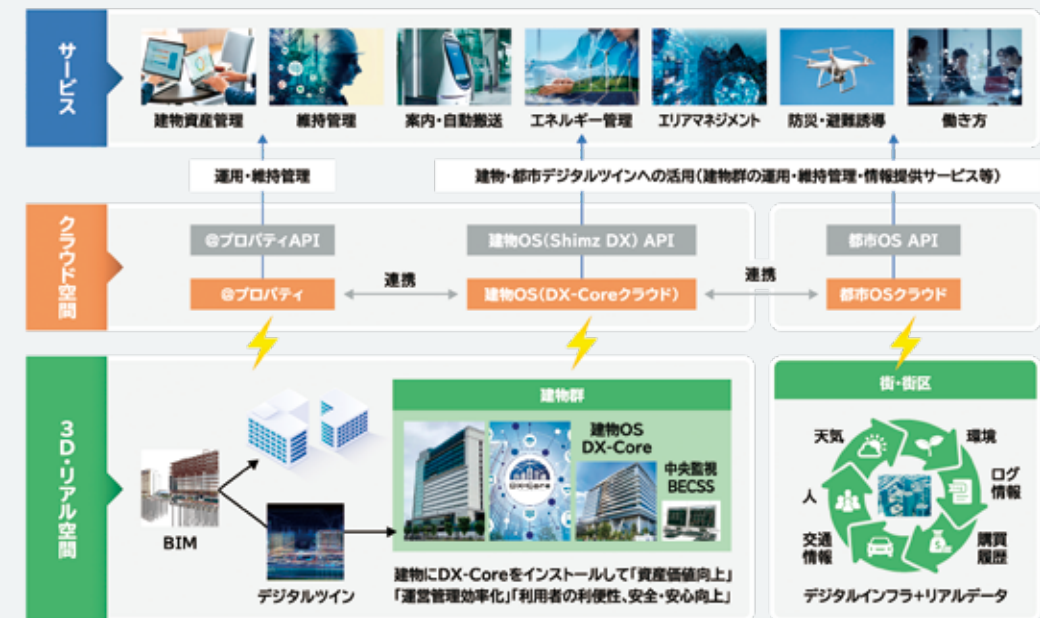 サービス
建物資産管理
維持管理
案内・自動搬送
エネルギー管理
エリアマネジメント
防災・避難誘導
働き方
運用・維持管理
建物・都市デジタルツインへの活用(建物群の運用・維持管理・情報提供サービス等)
クラウド空間
@プロパティAPI
建物OS(Shimz DX) API
都市OS API
@プロパティ
連携
建物OS(DX-Coreクラウド)
連携
都市OSクラウド
3D・リアル空間
BIM
デジタルツイン
建物群
建物OS
DX-Core
DX-Core
中央監視
BECSS
建物にDX-Coreをインストールして「資産価値向上」
「運営管理効率化」「利用者の利便性、安全・安心向上」
街・街区
天気
環境
人
ログ
情報
交通
情報
購買
履歴
デジタルインフラ+リアルデータ